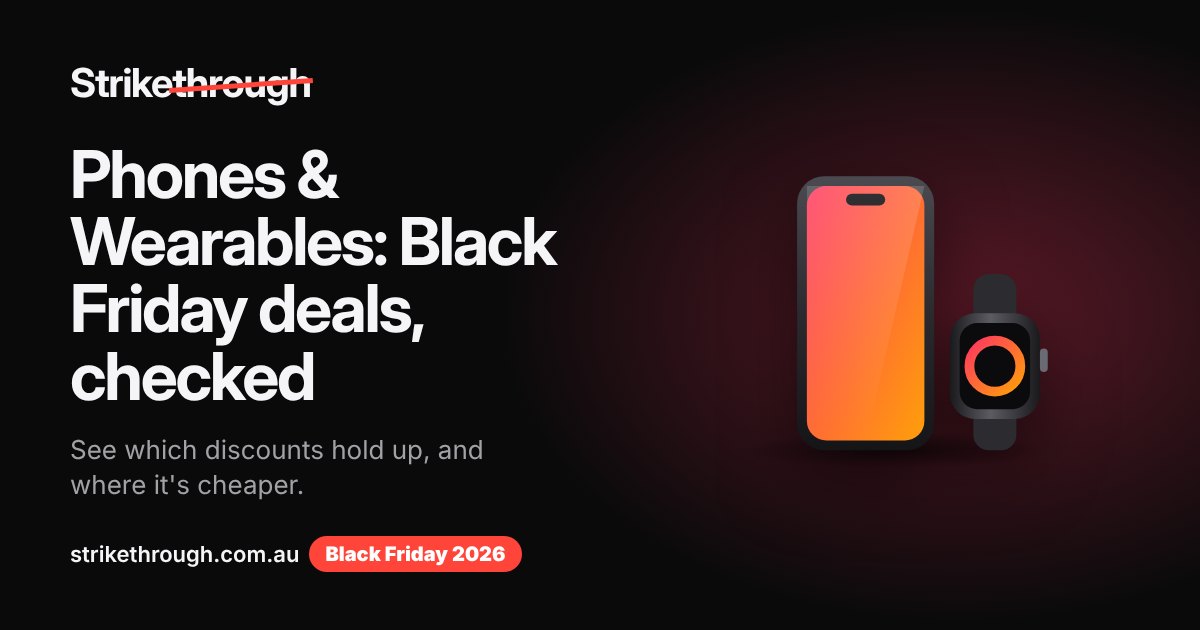 Strikethrough
Phones &
Wearables: Black
Friday deals,
checked
See which discounts hold up, and
where it's cheaper.
strikethrough.com.au
Black Friday 2026